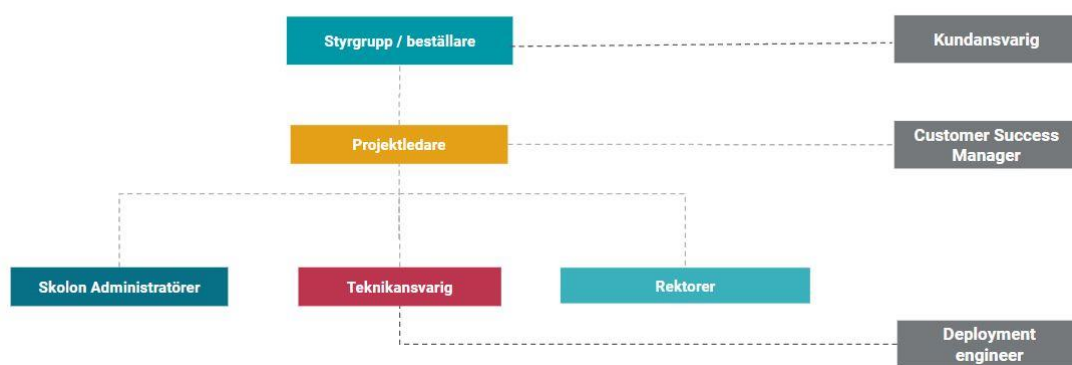 Styrgrupp / beställare
Kundansvarig
Projektledare
Customer Success
Manager
Skolon Administratörer
Teknikansvarig
Rektorer
Deployment
engineer